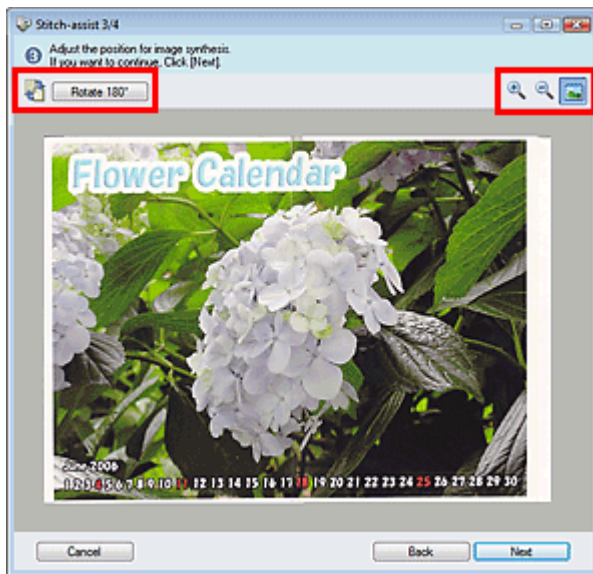 Stitch-assist 3/4
3 Adjust the position for image synthesis.
If you want to continue, Click [Next].
Rotate 180°
Flower Calendar
June 2006
1 2 3 4 5 6 7 8 9 10 11 12 13 14 15 16 17 18 19 20 21 22 23 24 25 26 27 28 29 30
Cancel Back Next